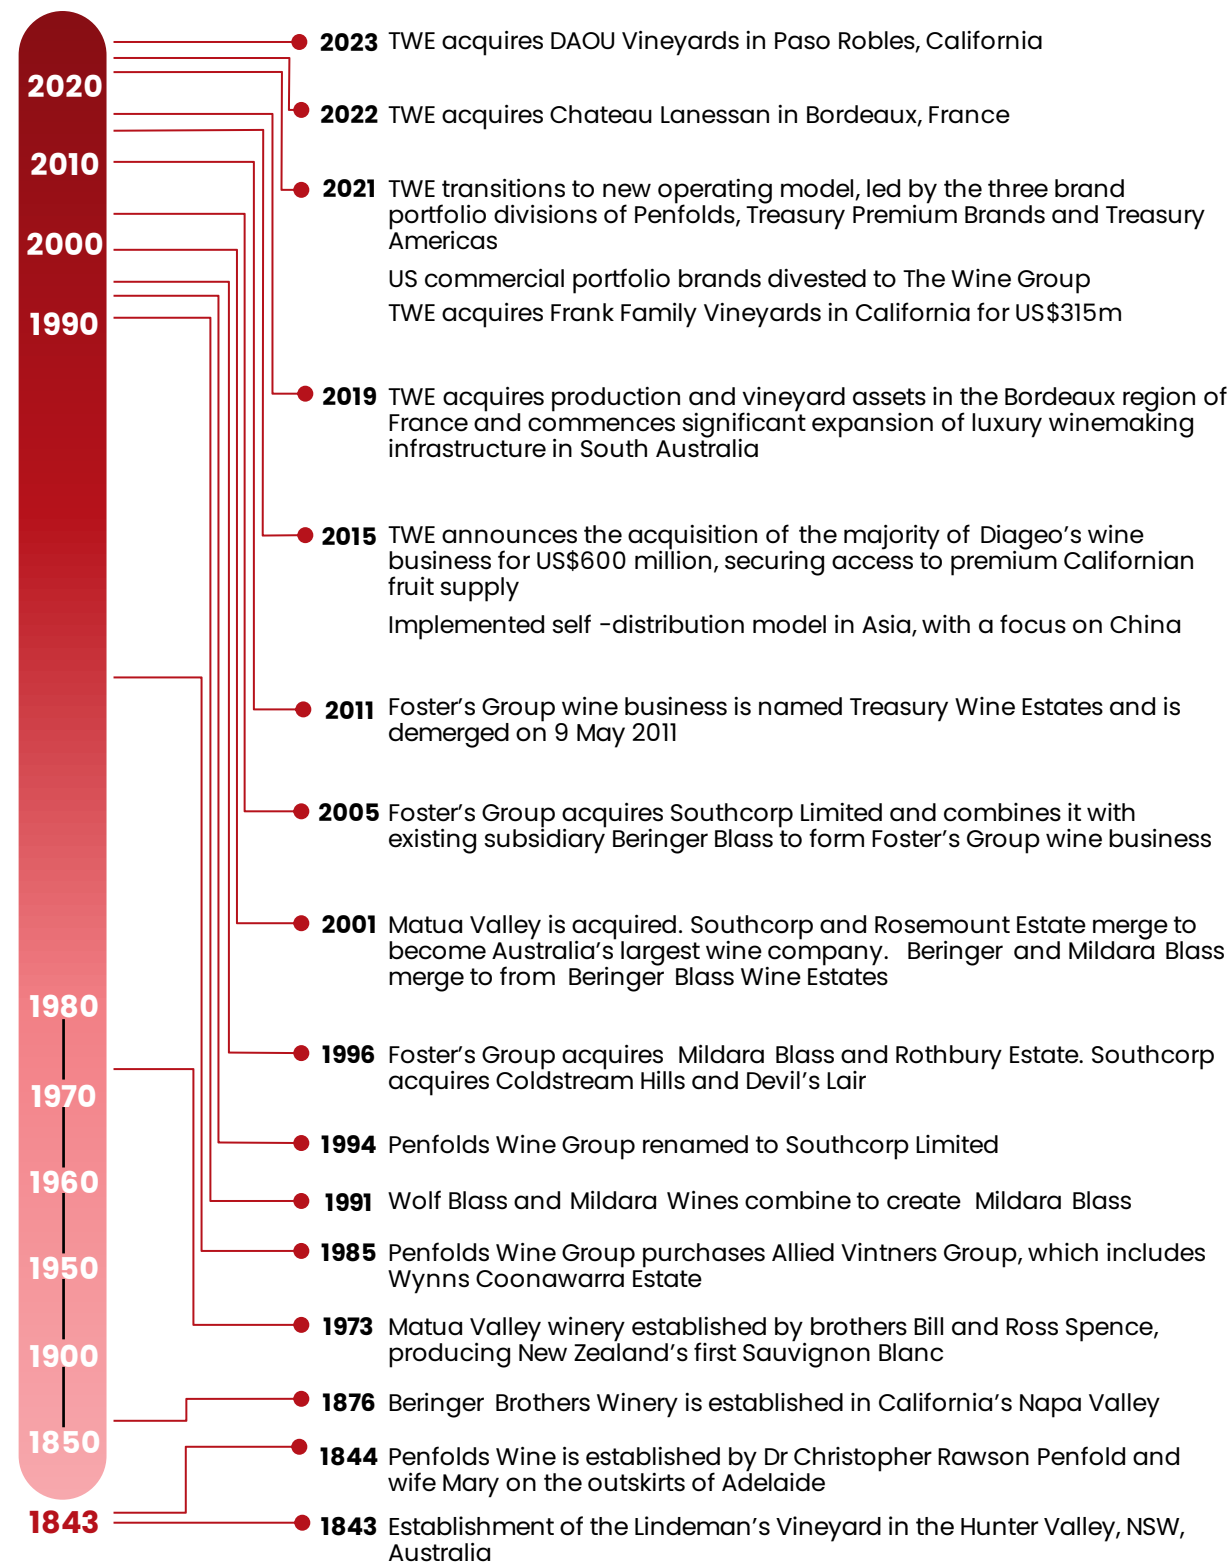 2020
2010
2000
1990
1980
1970
1960
1950
1900
1850
1843
2023 TWE acquires DAOU Vineyards in Paso Robles, California
2022 TWE acquires Chateau Lanessan in Bordeaux, France
2021 TWE transitions to new operating model, led by the three brand
portfolio divisions of Penfolds, Treasury Premium Brands and Treasury
Americas
US commercial portfolio brands divested to The Wine Group
TWE acquires Frank Family Vineyards in California for US$315m
2019 TWE acquires production and vineyard assets in the Bordeaux region of
France and commences significant expansion of luxury winemaking
infrastructure in South Australia
2015 TWE announces the acquisition of the majority of Diageo's wine
business for US$600 million, securing access to premium Californian
fruit supply
Implemented self -distribution model in Asia, with a focus on China
2011 Foster's Group wine business is named Treasury Wine Estates and is
demerged on 9 May 2011
2005 Foster's Group acquires Southcorp Limited and combines it with
existing subsidiary Beringer Blass to form Foster's Group wine business
2001 Matua Valley is acquired. Southcorp and Rosemount Estate merge to
become Australia's largest wine company. Beringer and Mildara Blass
merge to from Beringer Blass Wine Estates
1996 Foster's Group acquires Mildara Blass and Rothbury Estate. Southcorp
acquires Coldstream Hills and Devil's Lair
1994 Penfolds Wine Group renamed to Southcorp Limited
1991 Wolf Blass and Mildara Wines combine to create Mildara Blass
1985 Penfolds Wine Group purchases Allied Vintners Group, which includes
Wynns Coonawarra Estate
1973 Matua Valley winery established by brothers Bill and Ross Spence,
producing New Zealand's first Sauvignon Blanc
1876 Beringer Brothers Winery is established in California's Napa Valley
1844 Penfolds Wine is established by Dr Christopher Rawson Penfold and
wife Mary on the outskirts of Adelaide
1843 Establishment of the Lindeman's Vineyard in the Hunter Valley, NSW,
Australia